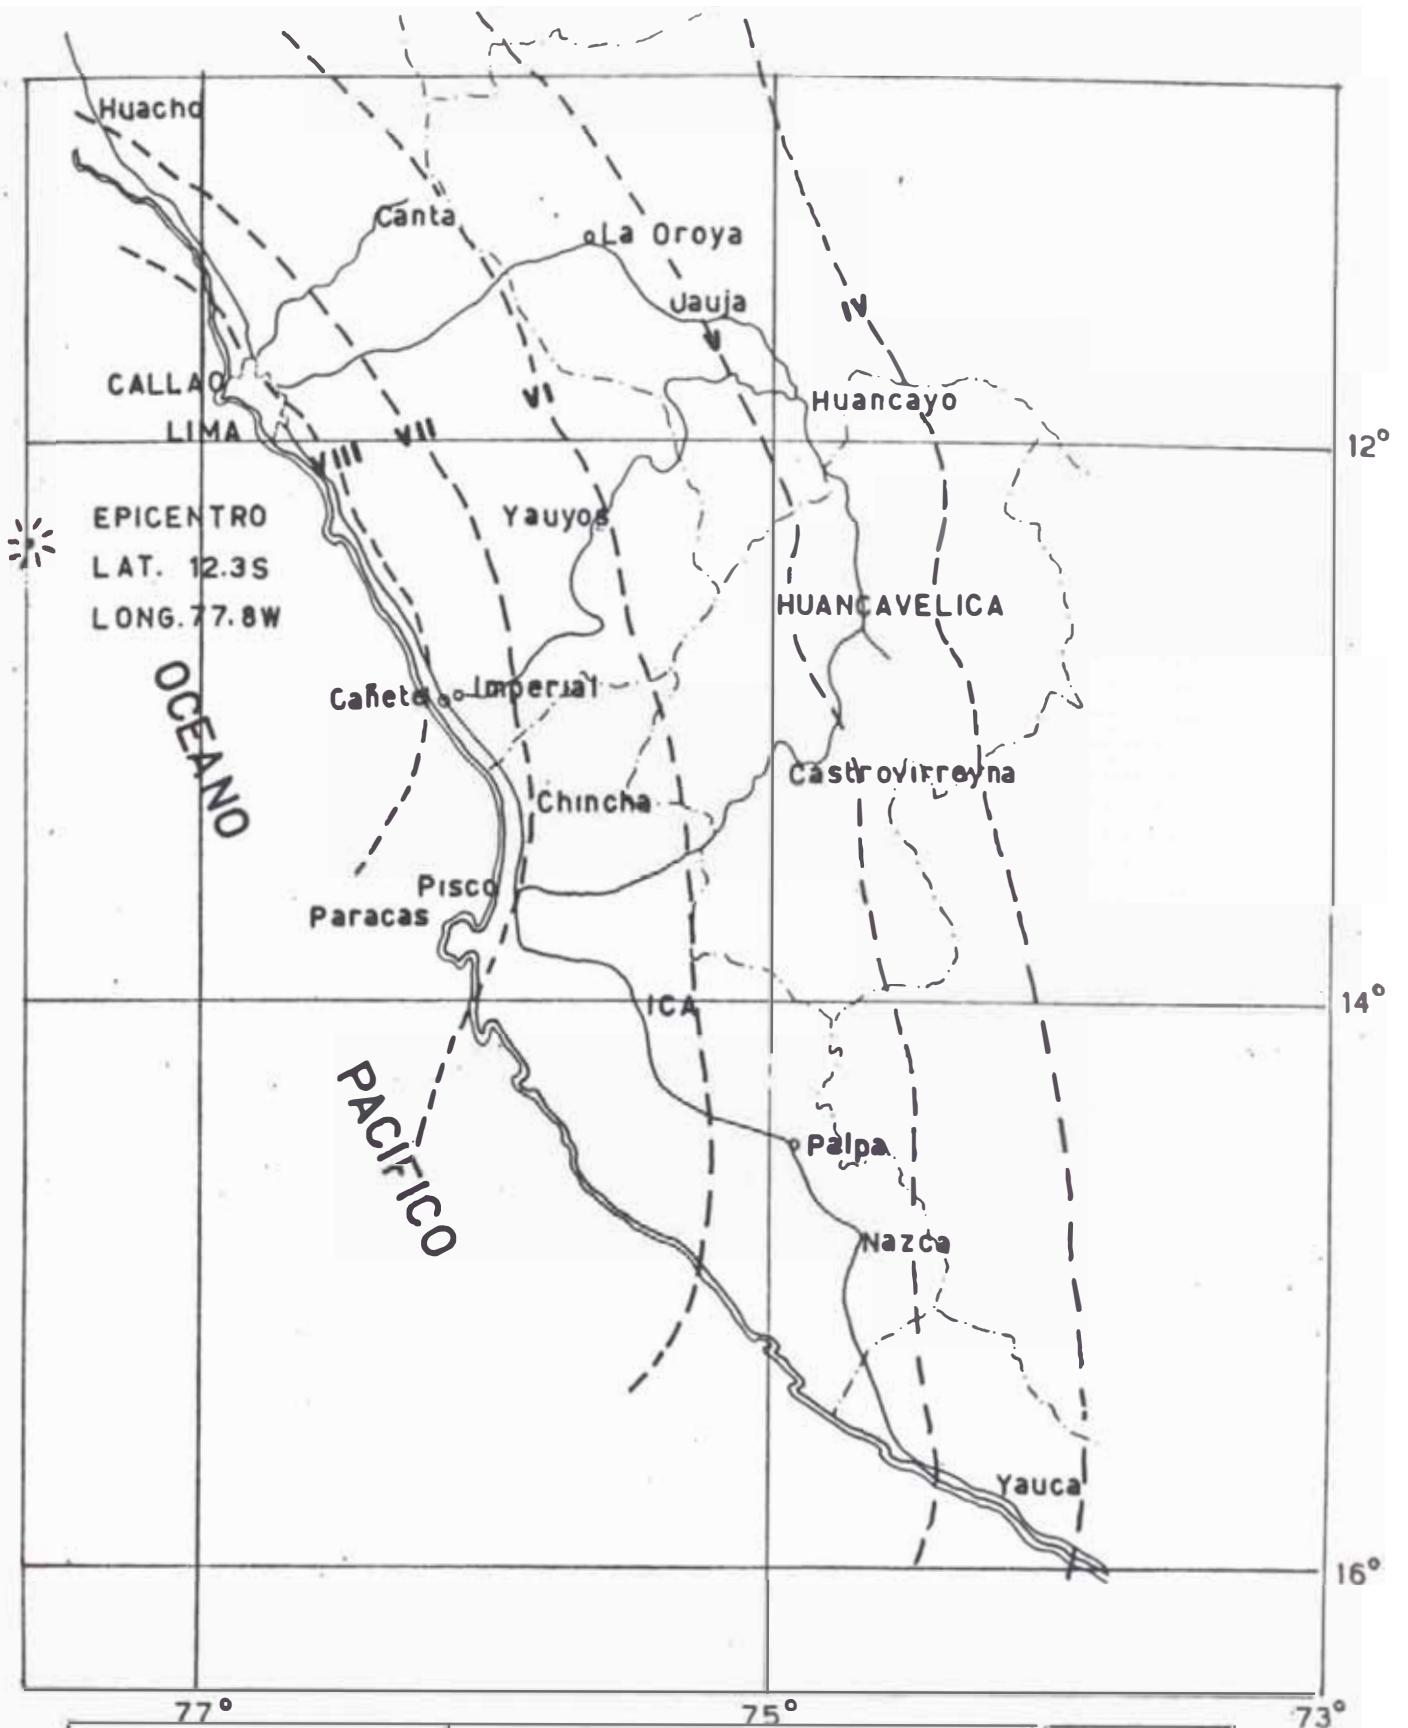 Huacho
Canta
La Oroya
Jauja
IV
V
CALLAO
VI
Huancayo
LIMA
VII
VIII
12°
EPICENTRO
Yauyos
LAT. 12.3S
LONG.77.8W
HUANCAVELICA
OCEANO
Cañete
Imperial
Castrovirreyna
Chincha
Pisco
Paracas
ICA
14°
PACIFICO
Palpa
Nazca
Yauca
16°
77°
75°
73°